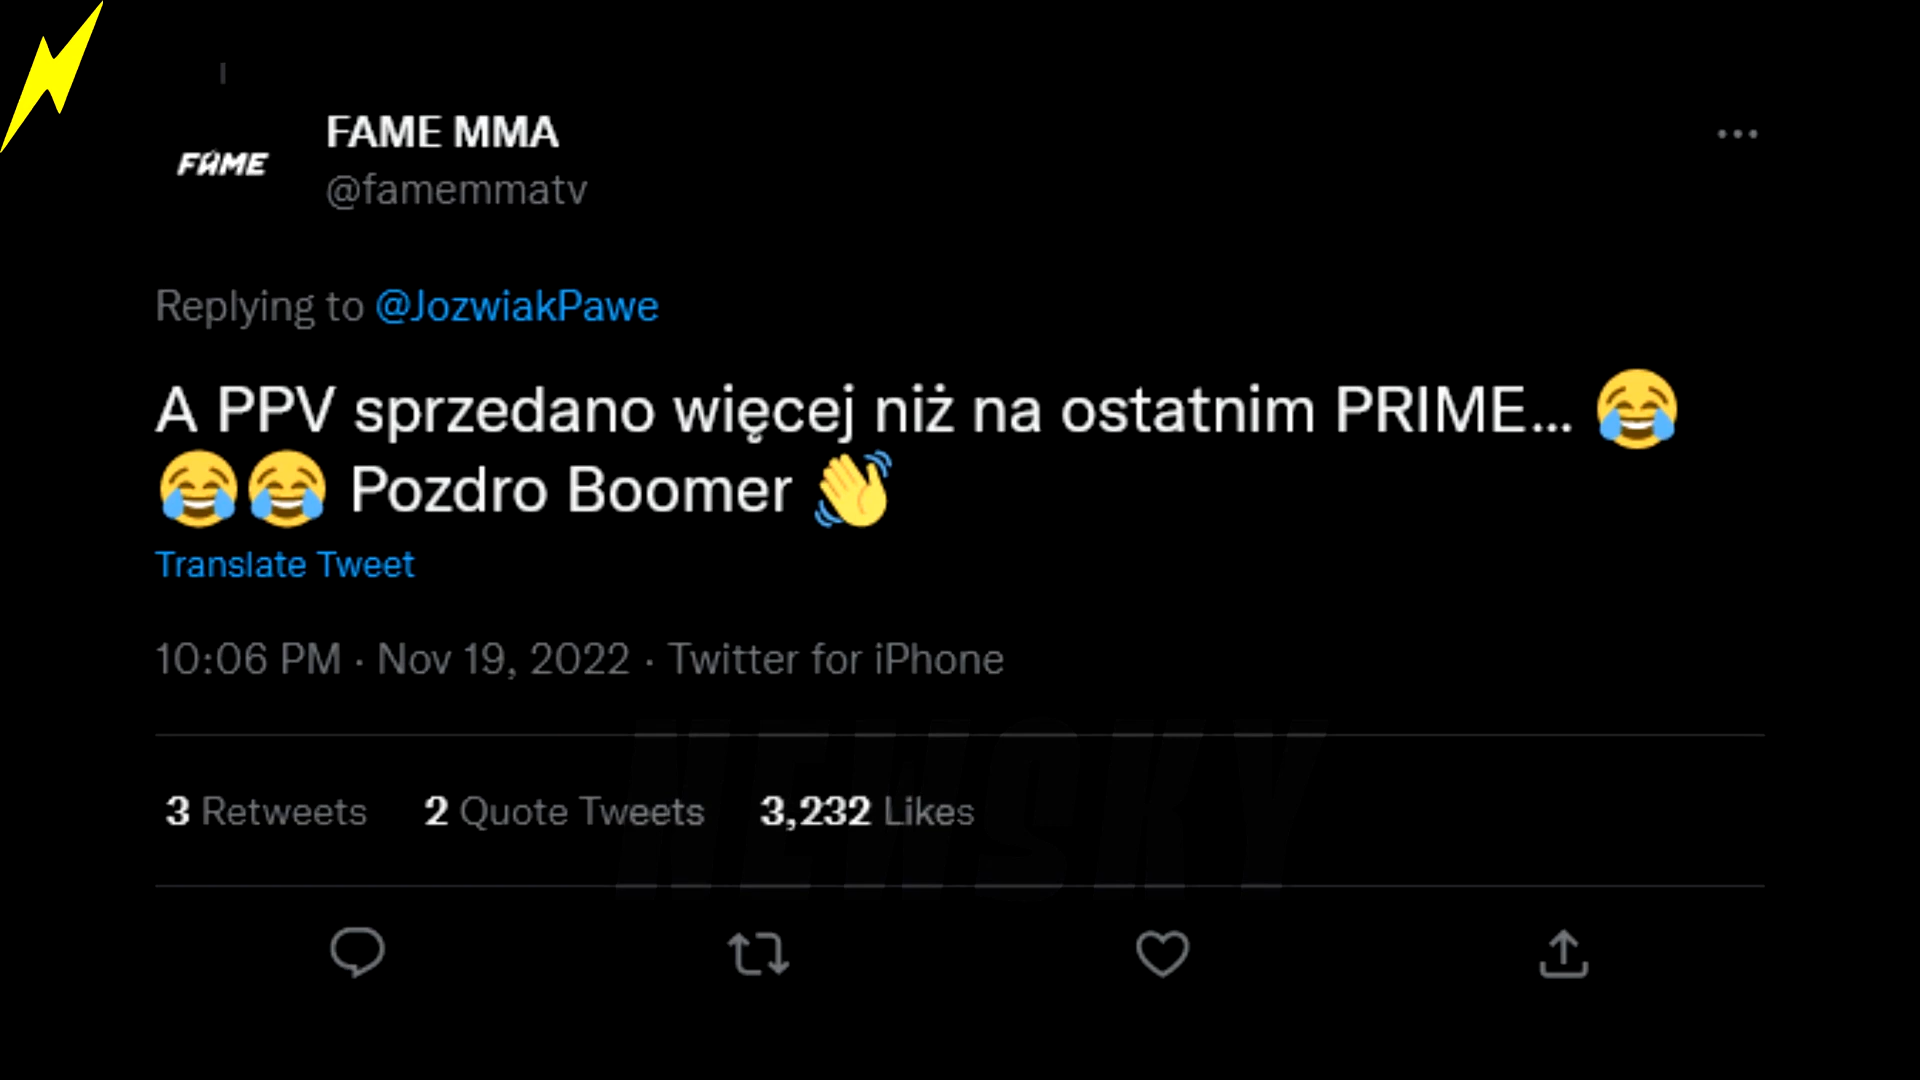 FAME
FAME MMA
@famemmatv
Replying to @JozwiakPawe
A PPV sprzedano więcej niż na ostatnim PRIME... 😂
😂😂 Pozdro Boomer 👋
Translate Tweet
10:06 PM · Nov 19, 2022 · Twitter for iPhone
NEWSKY
3 Retweets 2 Quote Tweets 3,232 Likes